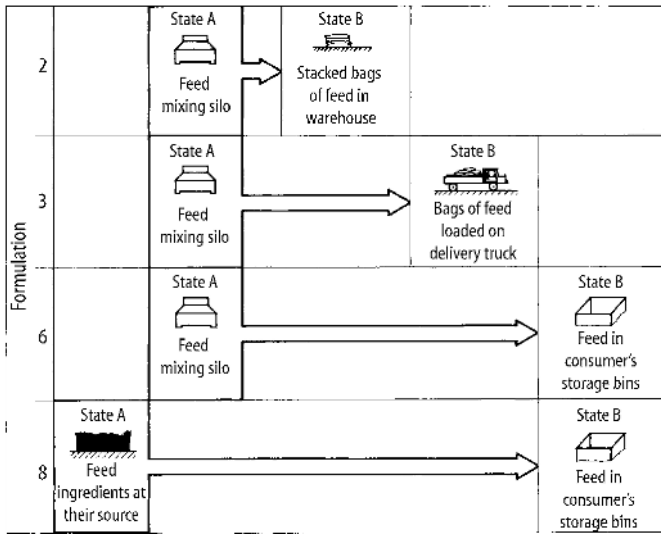 Formulation
2
State A
Feed
mixing silo
State B
Stacked bags
of feed in
warehouse
3
State A
Feed
mixing silo
State B
Bags of feed
loaded on
delivery truck
6
State A
Feed
mixing silo
State B
Feed in
consumer's
storage bins
8
State A
Feed
ingredients at
their source
State B
Feed in
consumer's
storage bins